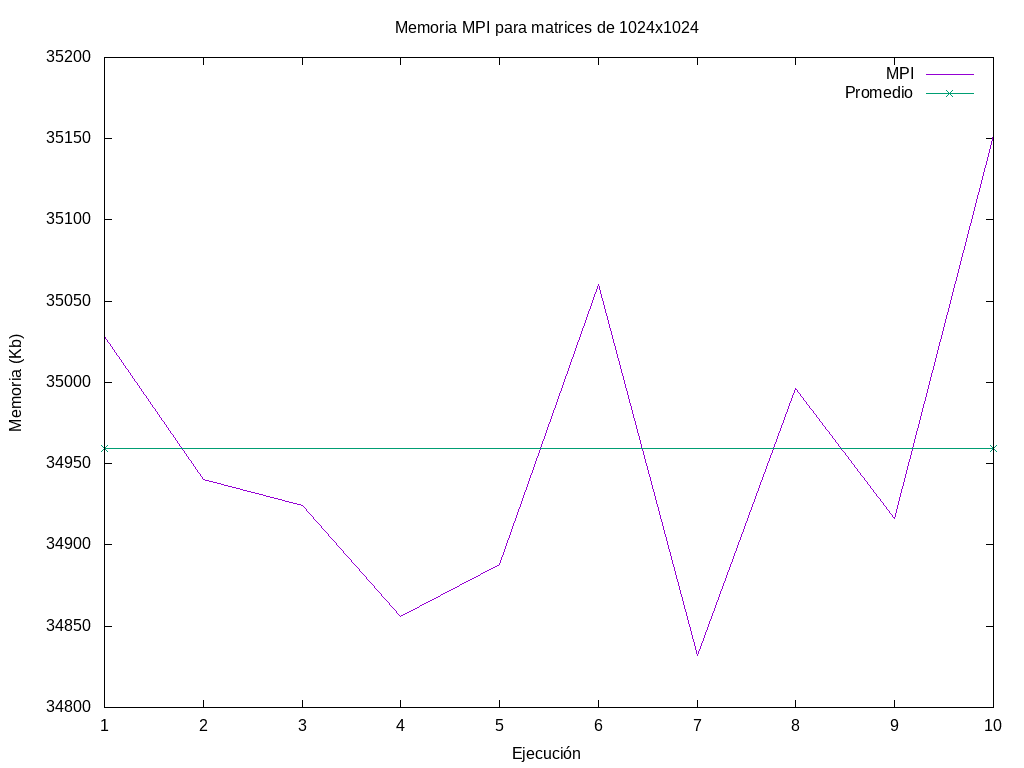 Memoria MPI para matrices de 1024x1024
MPI
Promedio
35200
35150
35100
35050
35000
34950
34900
34850
34800
Memoria (Kb)
1 2 3 4 5 6 7 8 9 10
Ejecución